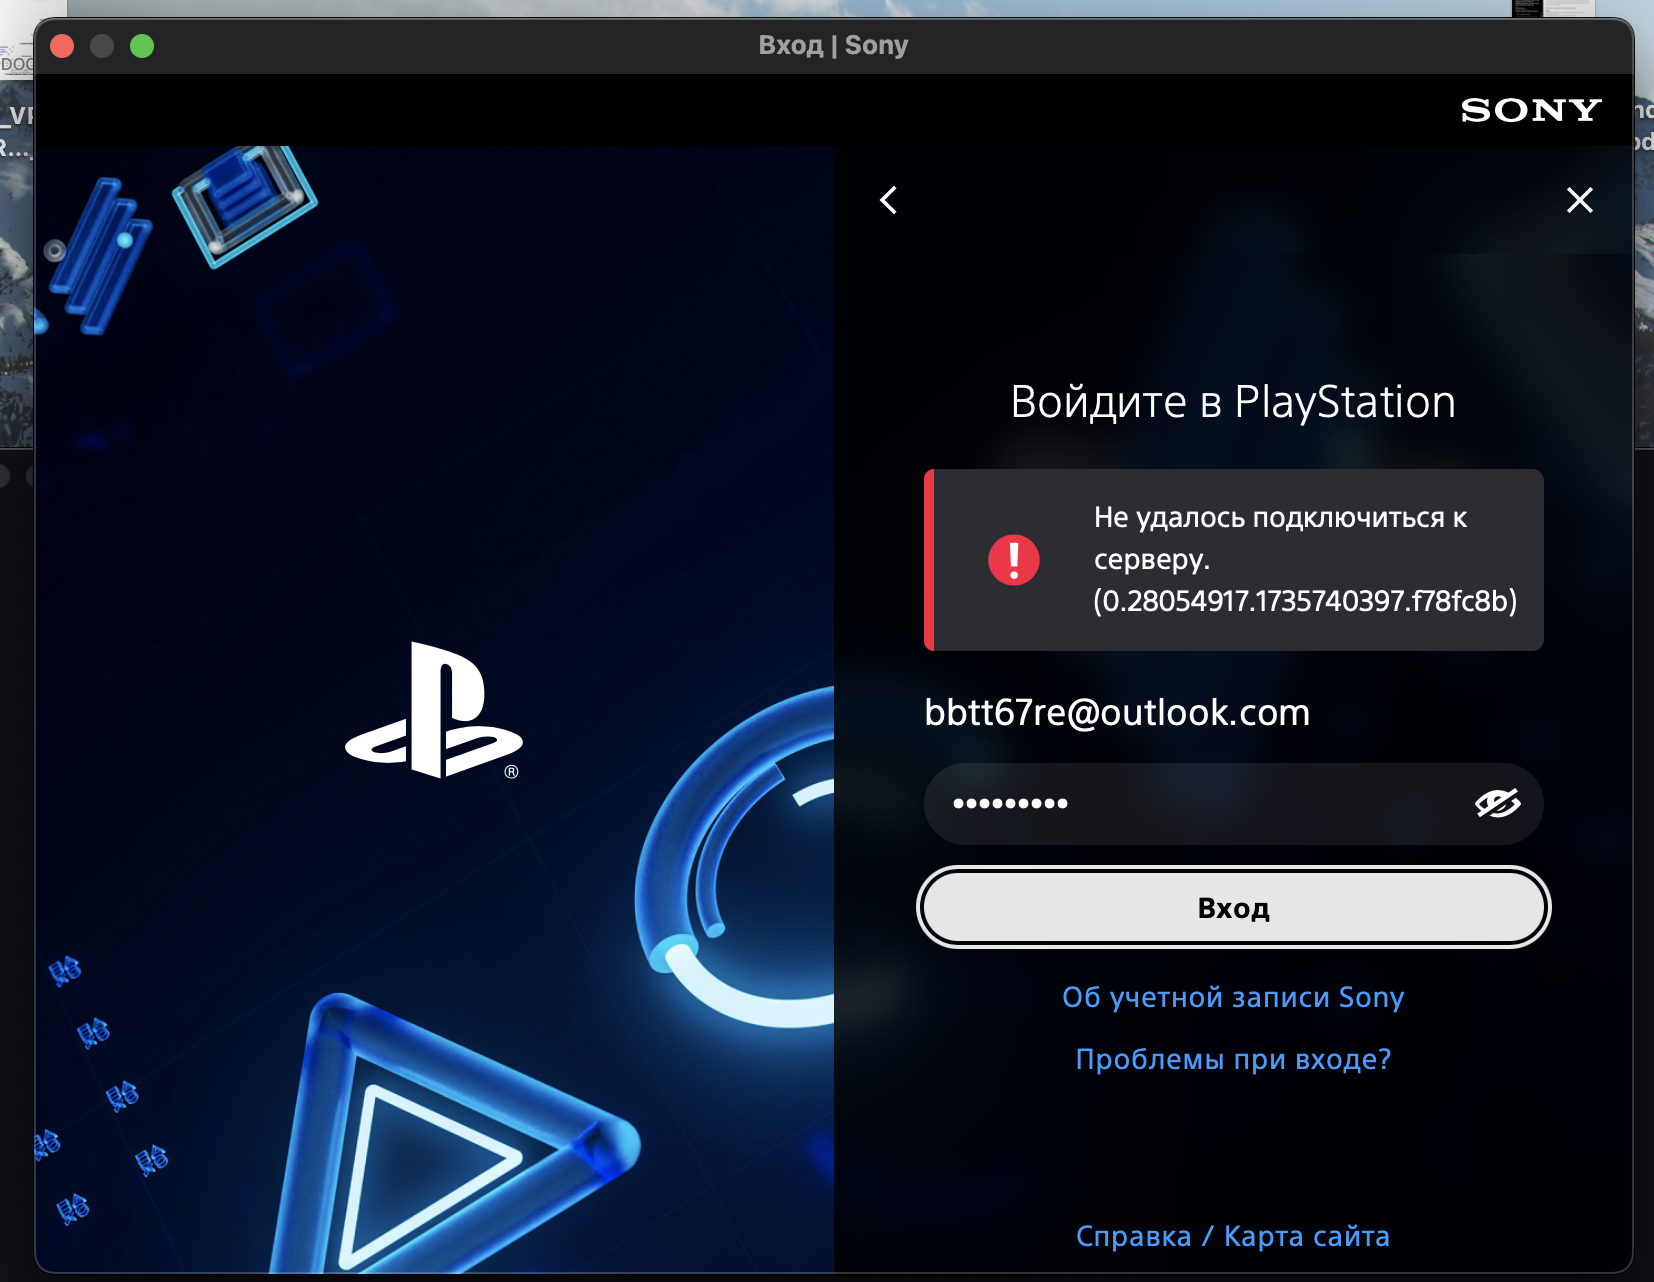 Вход | Sony
SONY
Войдите в PlayStation
Не удалось подключиться к
серверу.
(0.28054917.1735740397.f78fc8b)
bbtt67re@outlook.com
Вход
Об учетной записи Sony
Проблемы при входе?
Справка / Карта сайта